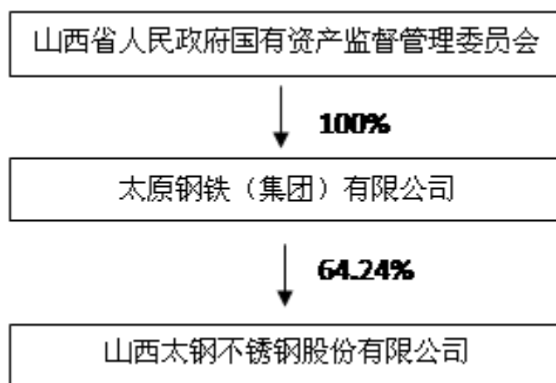 山西省人民政府国有资产监督管理委员会
100%
太原钢铁（集团）有限公司
64.24%
山西太钢不锈钢股份有限公司